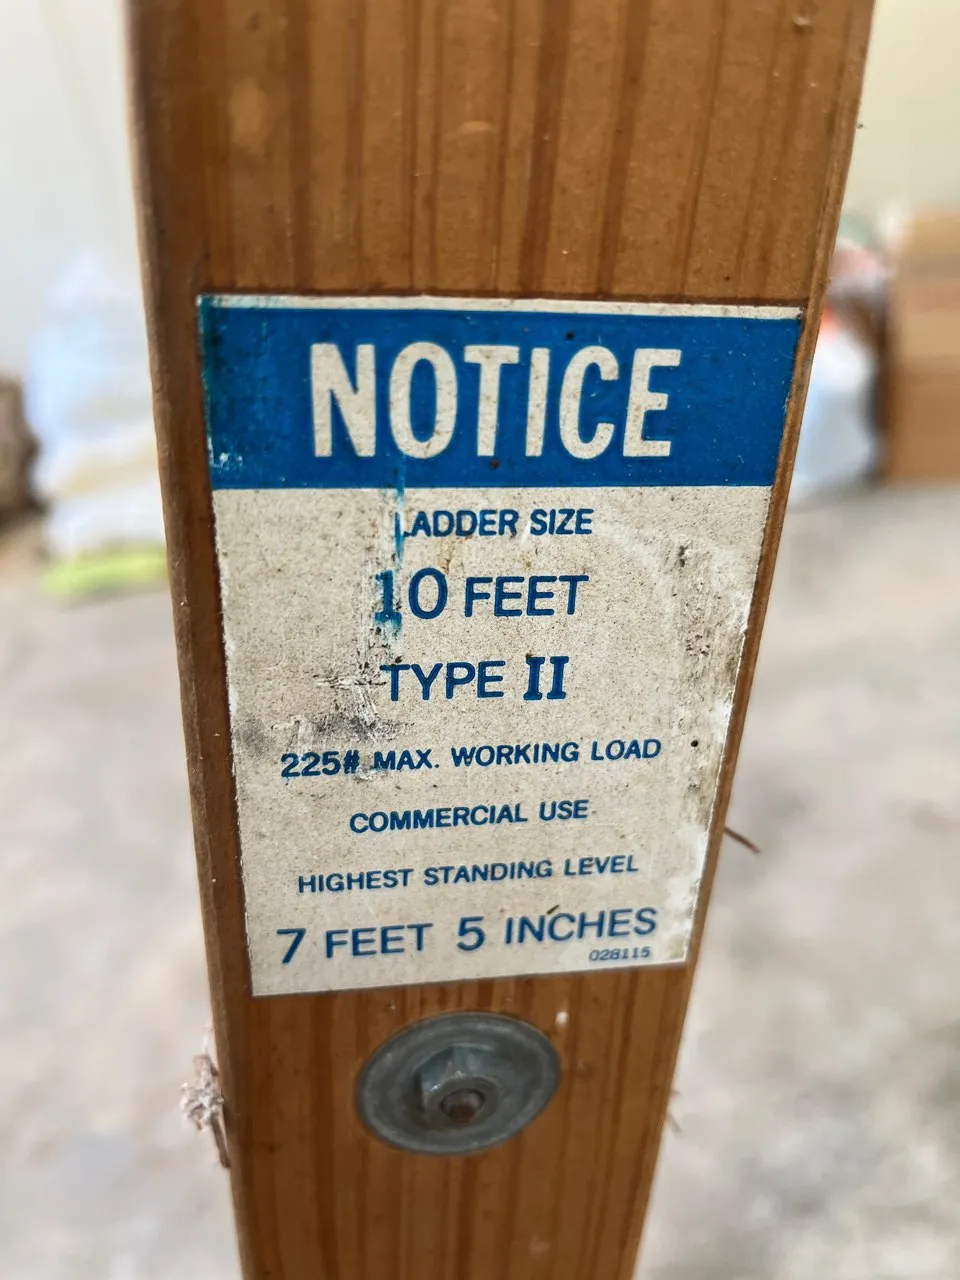 NOTICE
LADDER SIZE
10 FEET
TYPE II
225# MAX. WORKING LOAD
COMMERCIAL USE
HIGHEST STANDING LEVEL
7 FEET 5 INCHES
028115